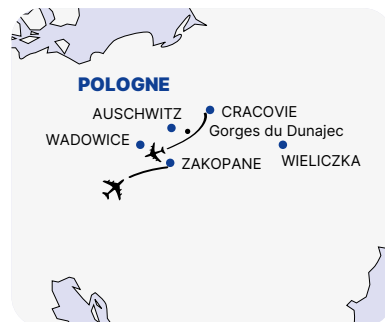 POLOGNE
AUSCHWITZ
CRACOVIE
Gorges du Dunajec
WADOWICE
ZAKOPANE
WIELICZKA